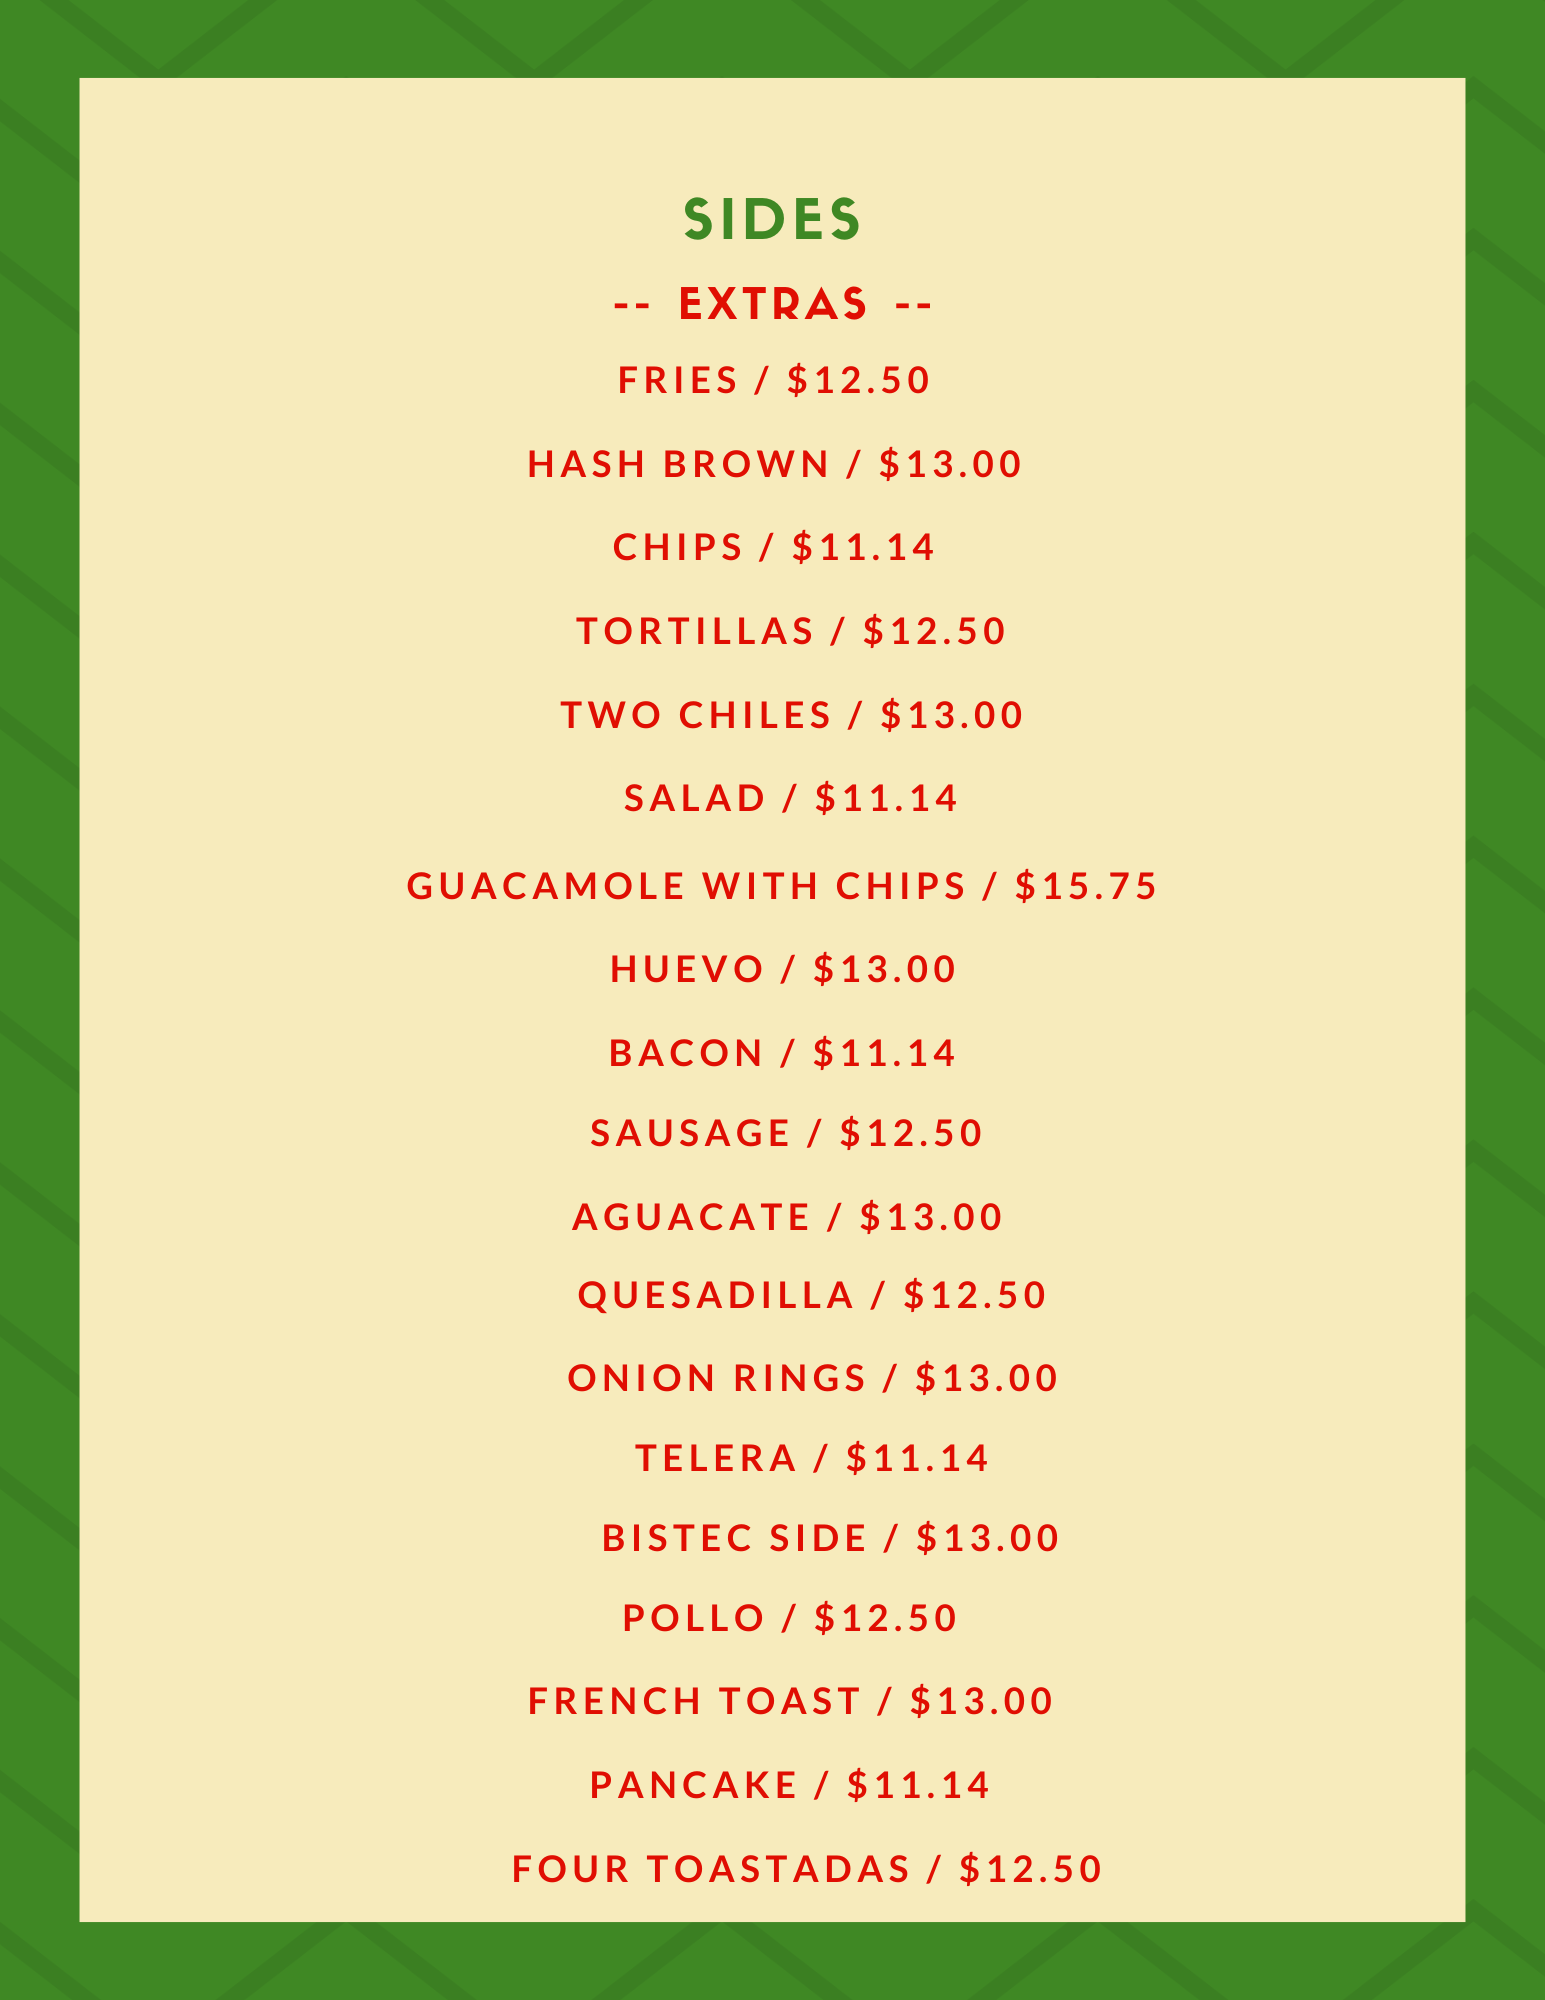 SIDES
-- EXTRAS --
FRIES / $12.50
HASH BROWN / $13.00
CHIPS / $11.14
TORTILLAS / $12.50
TWO CHILES / $13.00
SALAD / $11.14
GUACAMOLE WITH CHIPS / $15.75
HUEVO / $13.00
BACON / $11.14
SAUSAGE / $12.50
AGUACATE / $13.00
QUESADILLA / $12.50
ONION RINGS / $13.00
TELERA / $11.14
BISTEC SIDE / $13.00
POLLO / $12.50
FRENCH TOAST / $13.00
PANCAKE / $11.14
FOUR TOASTADAS / $12.50